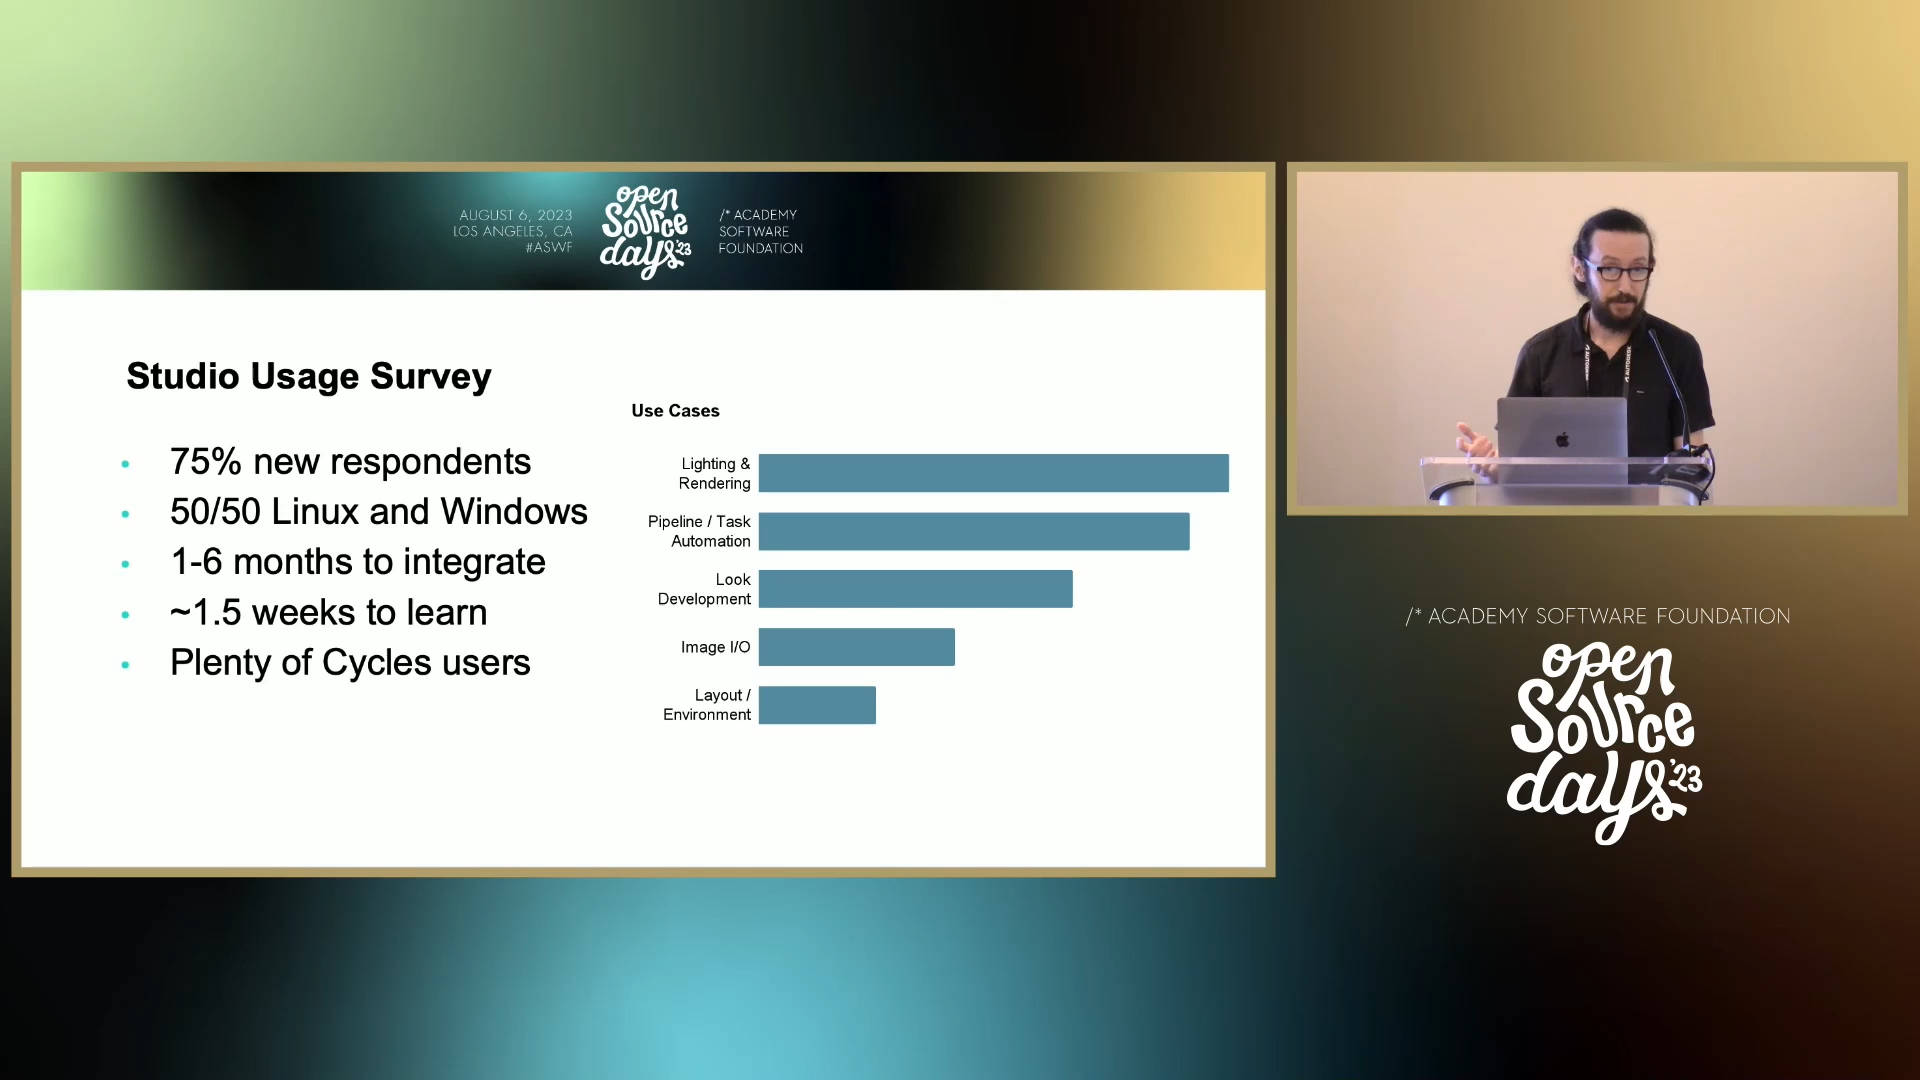 AUGUST 6, 2023
LOS ANGELES, CA
#ASWF
open
source
days '23
/* ACADEMY
SOFTWARE
FOUNDATION
Studio Usage Survey
• 75% new respondents
• 50/50 Linux and Windows
• 1-6 months to integrate
• ~1.5 weeks to learn
• Plenty of Cycles users
Use Cases
Lighting &
Rendering
Pipeline / Task
Automation
Look
Development
Image I/O
Layout /
Environment
/* ACADEMY SOFTWARE FOUNDATION
open
source
days '23